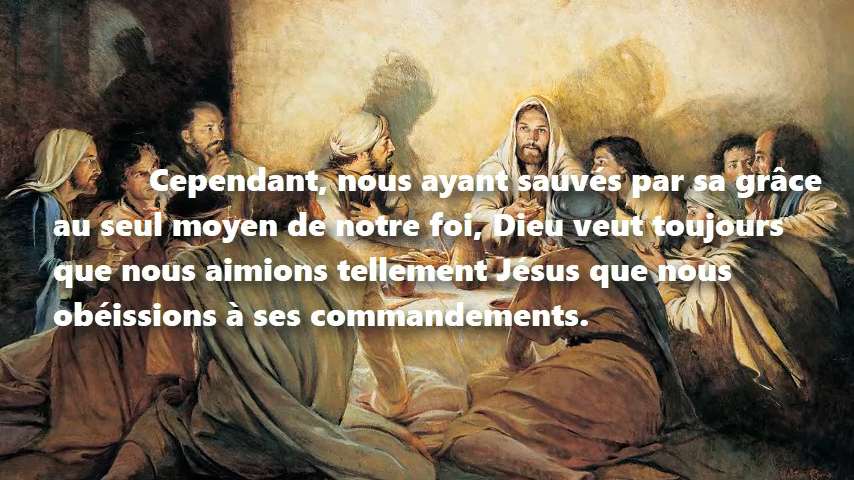 Cependant, nous ayant sauvés par sa grâce
au seul moyen de notre foi, Dieu veut toujours
que nous aimions tellement Jésus que nous
obéissions à ses commandements.